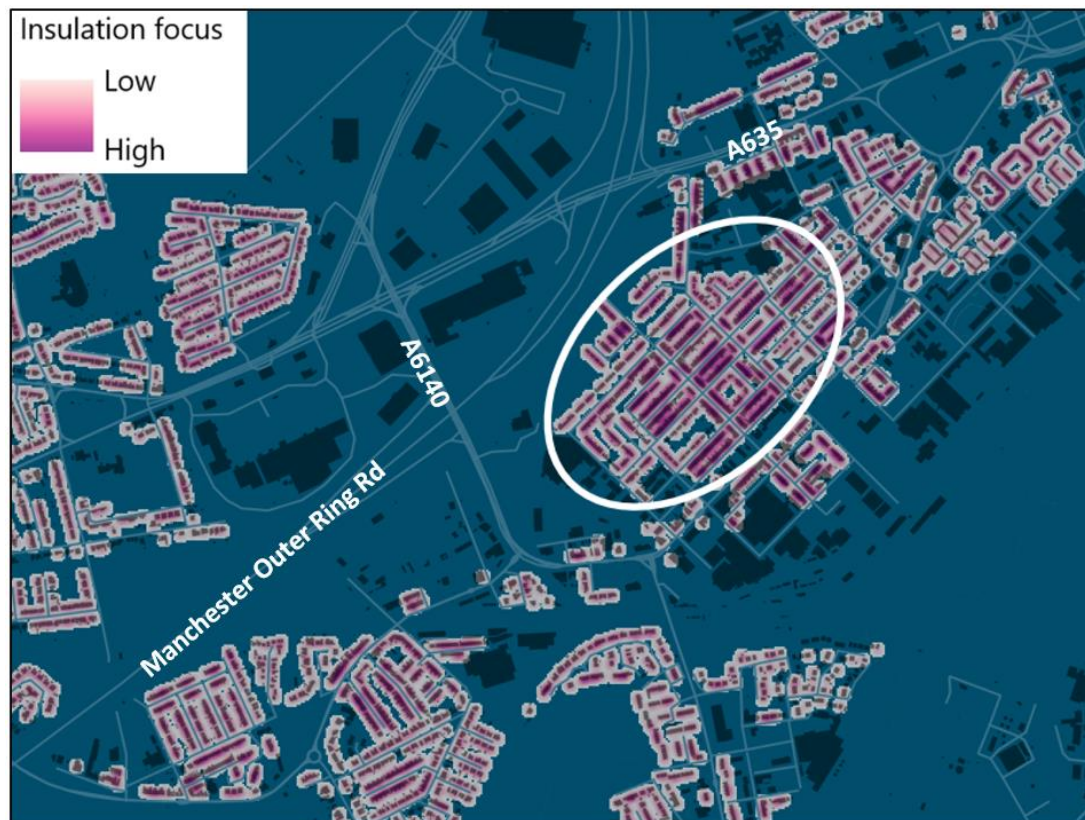 Insulation focus
Low
High
A635
A6140
Manchester Outer Ring Rd